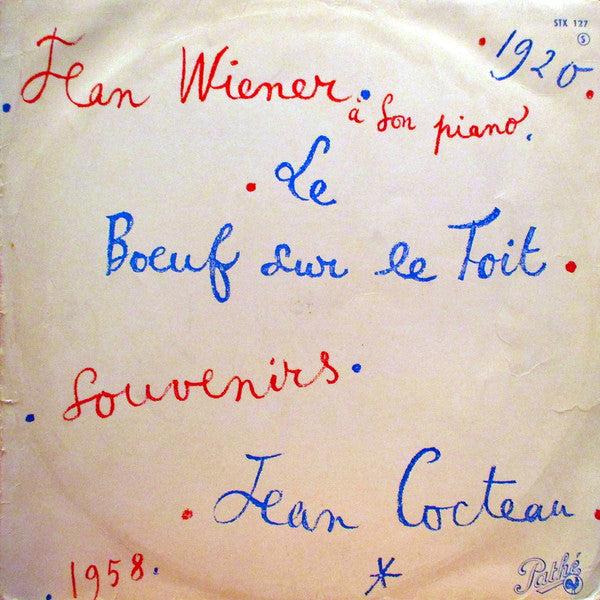 STX 127
S
1920
Jean Wiener
à son piano.
Le
Boeuf sur le Toit
Souvenirs
Jean Cocteau
1958.
Pathé